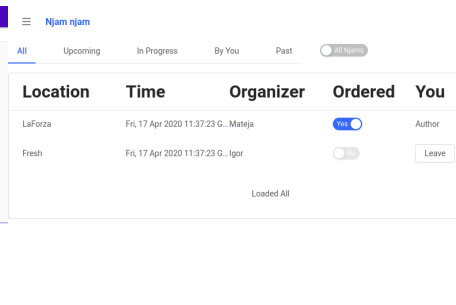 Njam njam
All Upcoming In Progress By You Past All Njams
Location Time Organizer Ordered You
LaForza Fri, 17 Apr 2020 11:37:23 G... Mateja Yes Author
Fresh Fri, 17 Apr 2020 11:37:23 G... Igor Leave
Loaded All